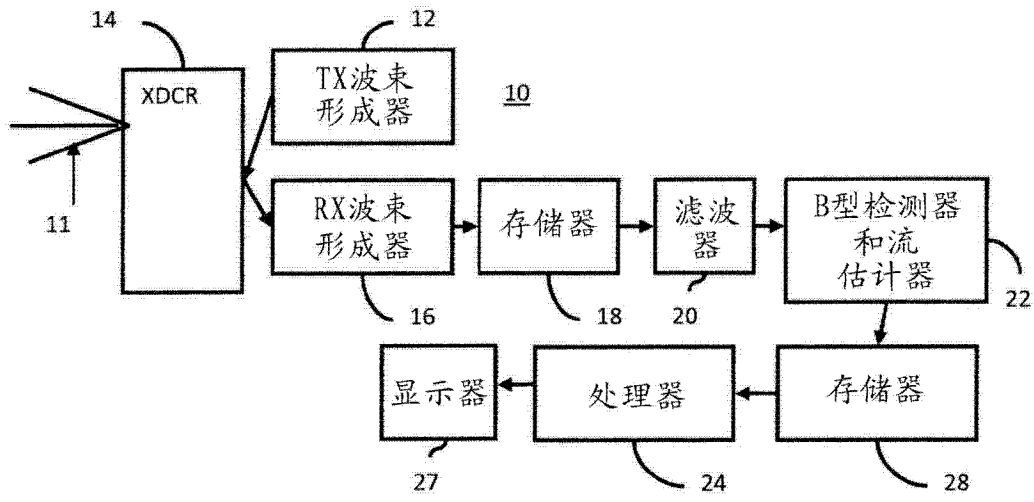 14
12
XDCR
TX波束
形成器
10
11
RX波束
形成器
存储器
滤波
器
B型检测器
和流
估计器
16
18
20
22
显示器
处理器
存储器
27
24
28